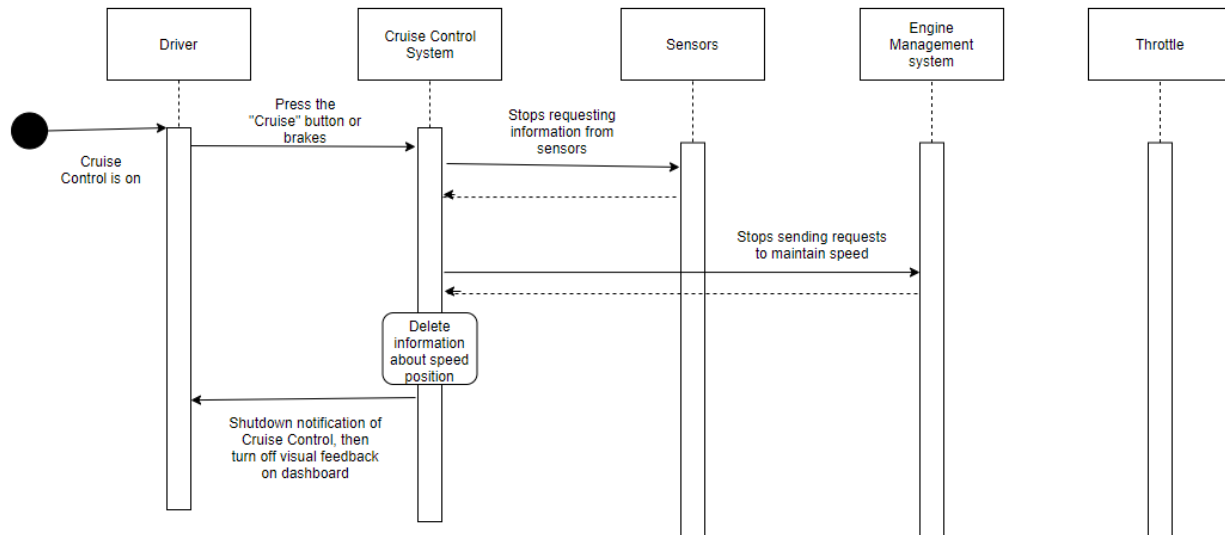 Driver
Cruise Control
System
Sensors
Engine
Management
system
Throttle
Cruise
Control is on
Press the
"Cruise" button or
brakes
Stops requesting
information from
sensors
Stops sending requests
to maintain speed
Delete
information
about speed
position
Shutdown notification of
Cruise Control, then
turn off visual feedback
on dashboard